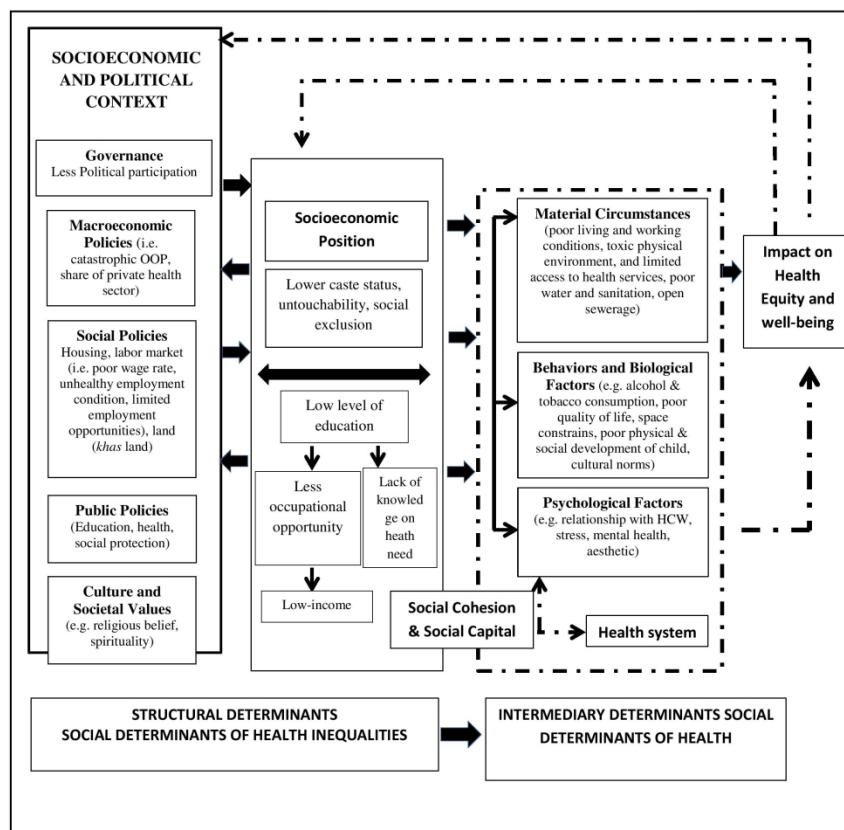 SOCIOECONOMIC
AND POLITICAL
CONTEXT
Governance
Less Political participation
Macroeconomic
Policies (i.e.
catastrophic OOP,
share of private health
sector)
Social Policies
Housing, labor market
(i.e. poor wage rate,
unhealthy employment
condition, limited
employment
opportunities), land
(khas land)
Public Policies
(Education, health,
social protection)
Culture and
Societal Values
(e.g. religious belief,
spirituality)
Socioeconomic
Position
Lower caste status,
untouchability, social
exclusion
Low level of
education
Less
occupational
opportunity
Lack of
knowled
ge on
heath
need
Low-income
Social Cohesion
& Social Capital
Material Circumstances
(poor living and working
conditions, toxic physical
environment, and limited
access to health services, poor
water and sanitation, open
sewerage)
Behaviors and Biological
Factors (e.g. alcohol &
tobacco consumption, poor
quality of life, space
constrains, poor physical &
social development of child,
cultural norms)
Psychological Factors
(e.g. relationship with HCW,
stress, mental health,
aesthetic)
Health system
Impact on
Health
Equity and
well-being
STRUCTURAL DETERMINANTS
SOCIAL DETERMINANTS OF HEALTH INEQUALITIES
INTERMEDIARY DETERMINANTS SOCIAL
DETERMINANTS OF HEALTH